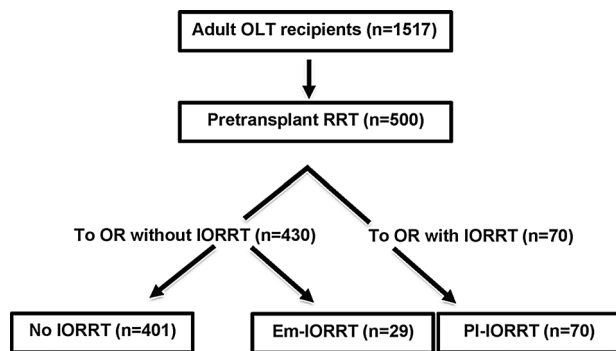 Adult OLT recipients (n=1517)
Pretransplant RRT (n=500)
To OR without IORRT (n=430)
To OR with IORRT (n=70)
No IORRT (n=401)
Em-IORRT (n=29)
PI-IORRT (n=70)